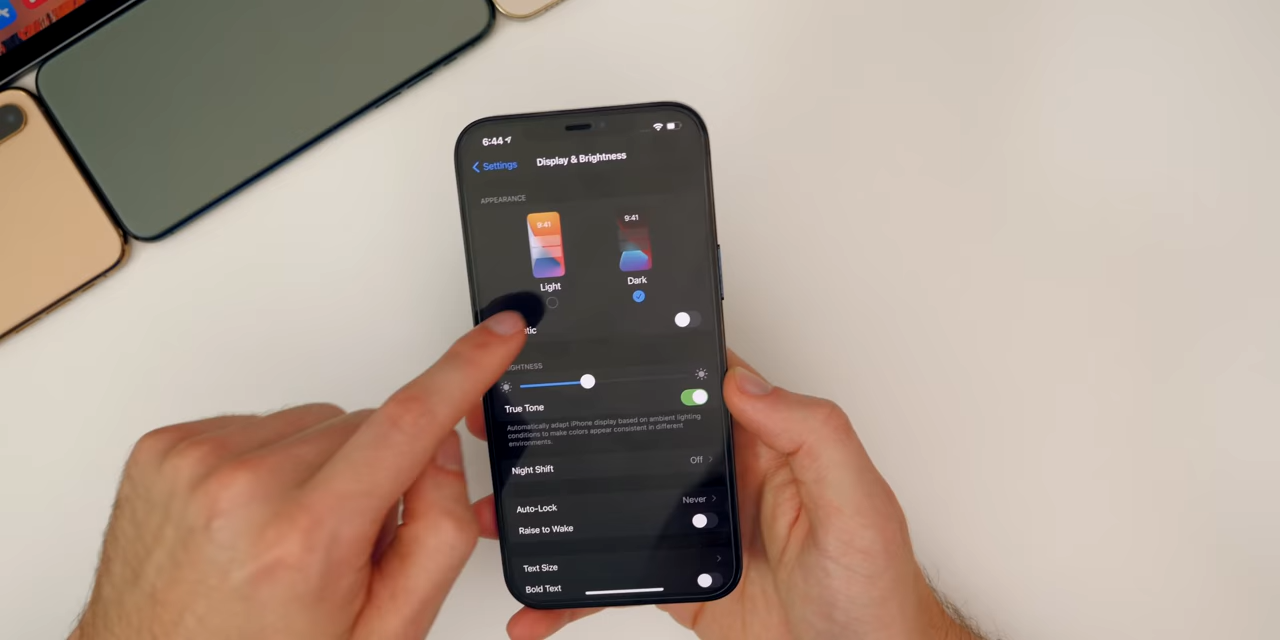 6:44
Settings
Display & Brightness
APPEARANCE
9:41
9:41
Light
Dark
True Tone
Automatically adapt iPhone display based on ambient lighting
conditions to make colors appear consistent in different
environments.
Night Shift
Off
Auto-Lock
Never
Raise to Wake
Text Size
Bold Text